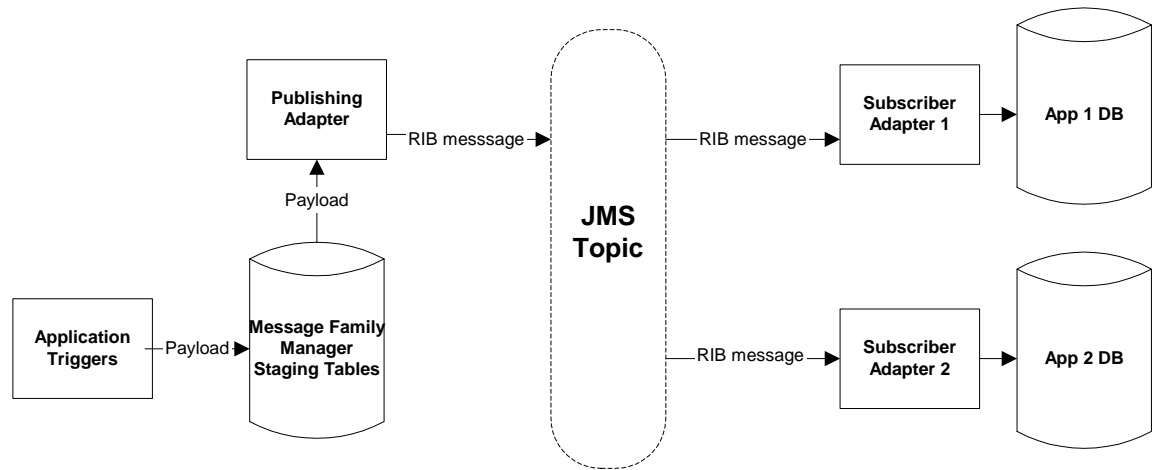 Publishing
Adapter
RIB messsage
Payload
Application
Triggers
Payload
Message Family
Manager
Staging Tables
JMS
Topic
RIB message
Subscriber
Adapter 1
App 1 DB
RIB message
Subscriber
Adapter 2
App 2 DB